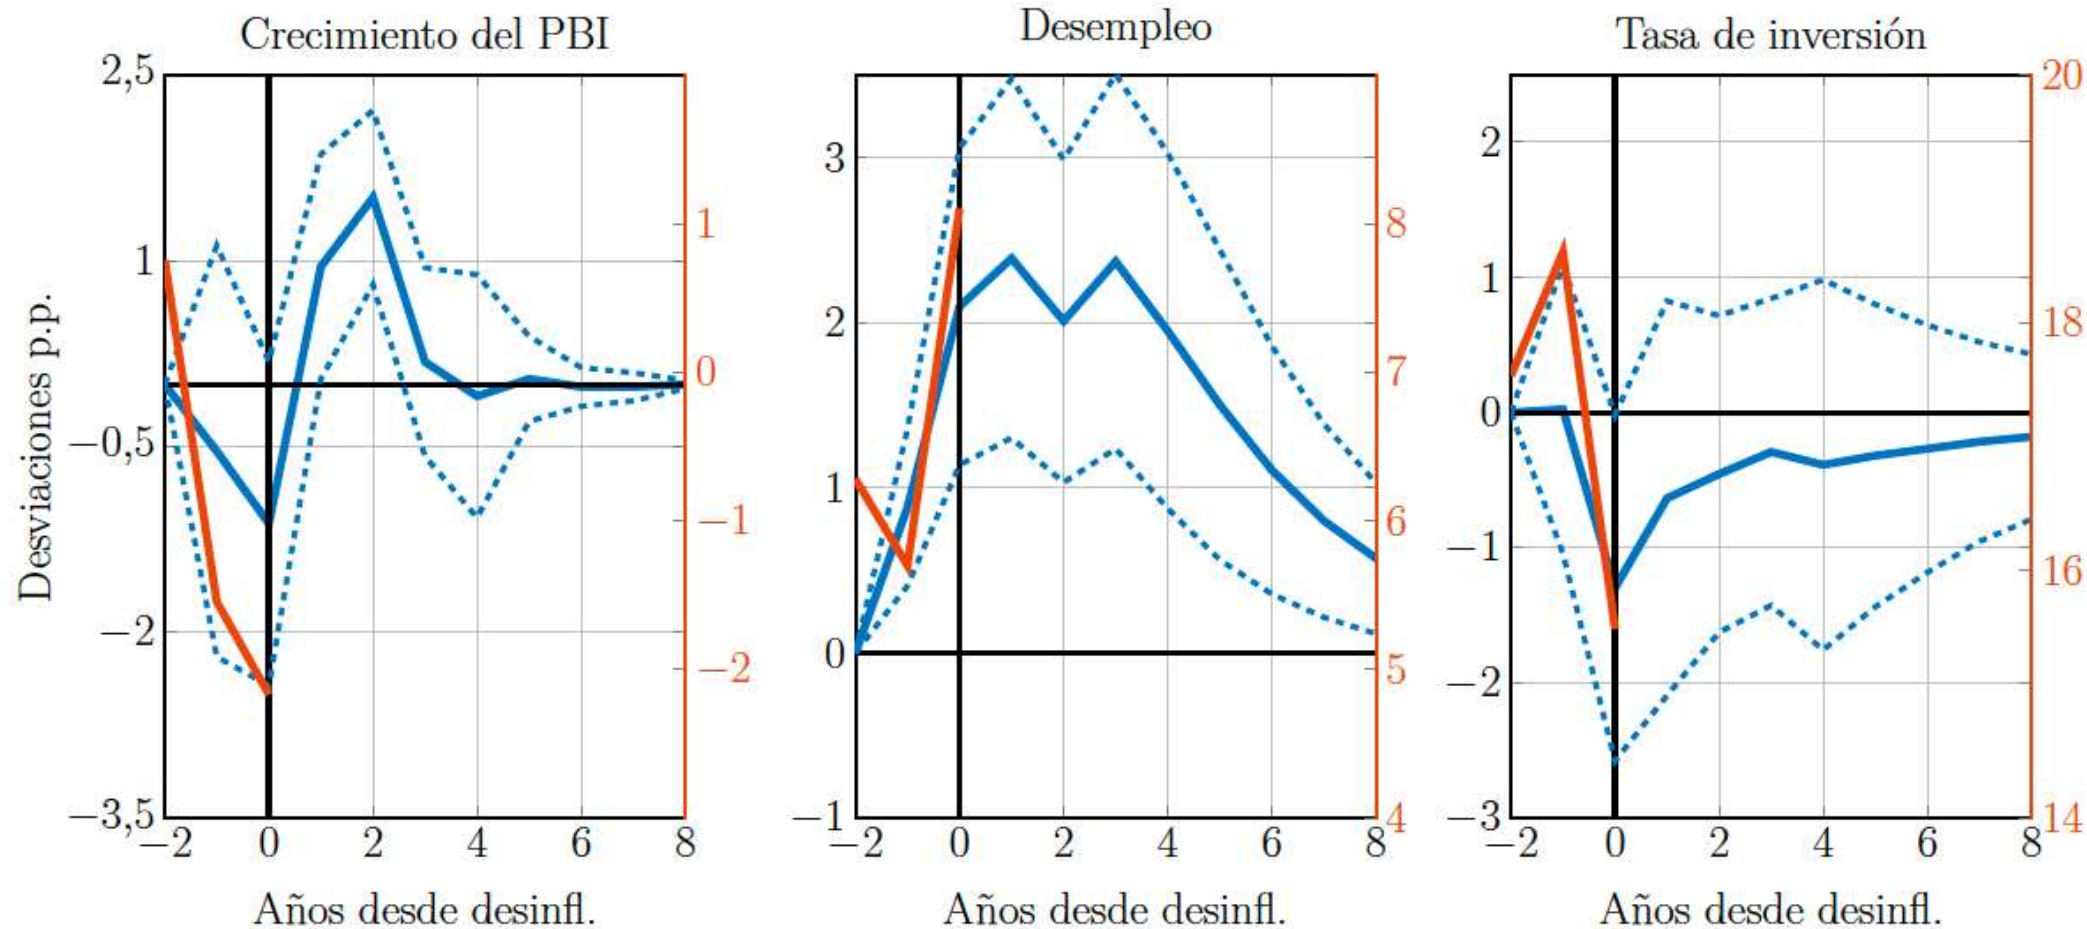 Crecimiento del PBI
Desempleo
Tasa de inversión
Desviaciones p.p.
2,5
1
−0,5
−2
−3,5
1
0
−1
−2
−2 0 2 4 6 8
Años desde desinfl.
3
2
1
0
−1
8
7
6
5
4
−2 0 2 4 6 8
Años desde desinfl.
2
1
0
−1
−2
−3
20
18
16
14
−2 0 2 4 6 8
Años desde desinfl.